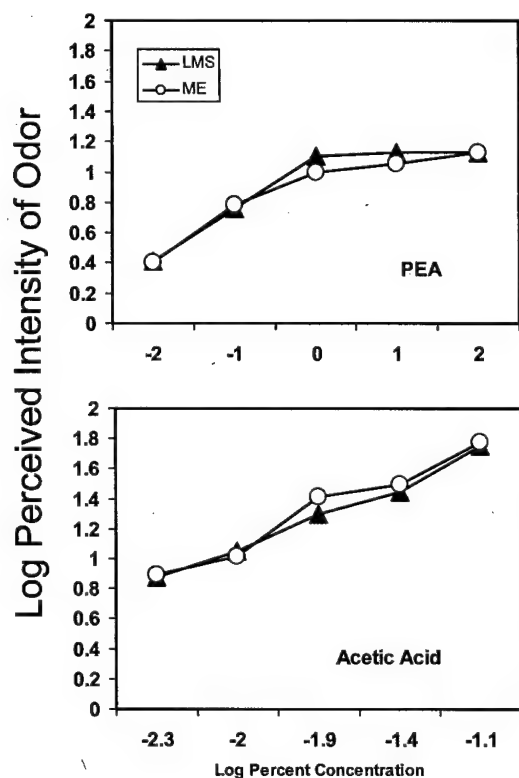 Log Perceived Intensity of Odor
2
1.8
1.6
1.4
1.2
1
0.8
0.6
0.4
0.2
0
LMS
ME
PEA
-2 -1 0 1 2
2
1.8
1.6
1.4
1.2
1
0.8
0.6
0.4
0.2
0
Acetic Acid
-2.3 -2 -1.9 -1.4 -1.1
Log Percent Concentration